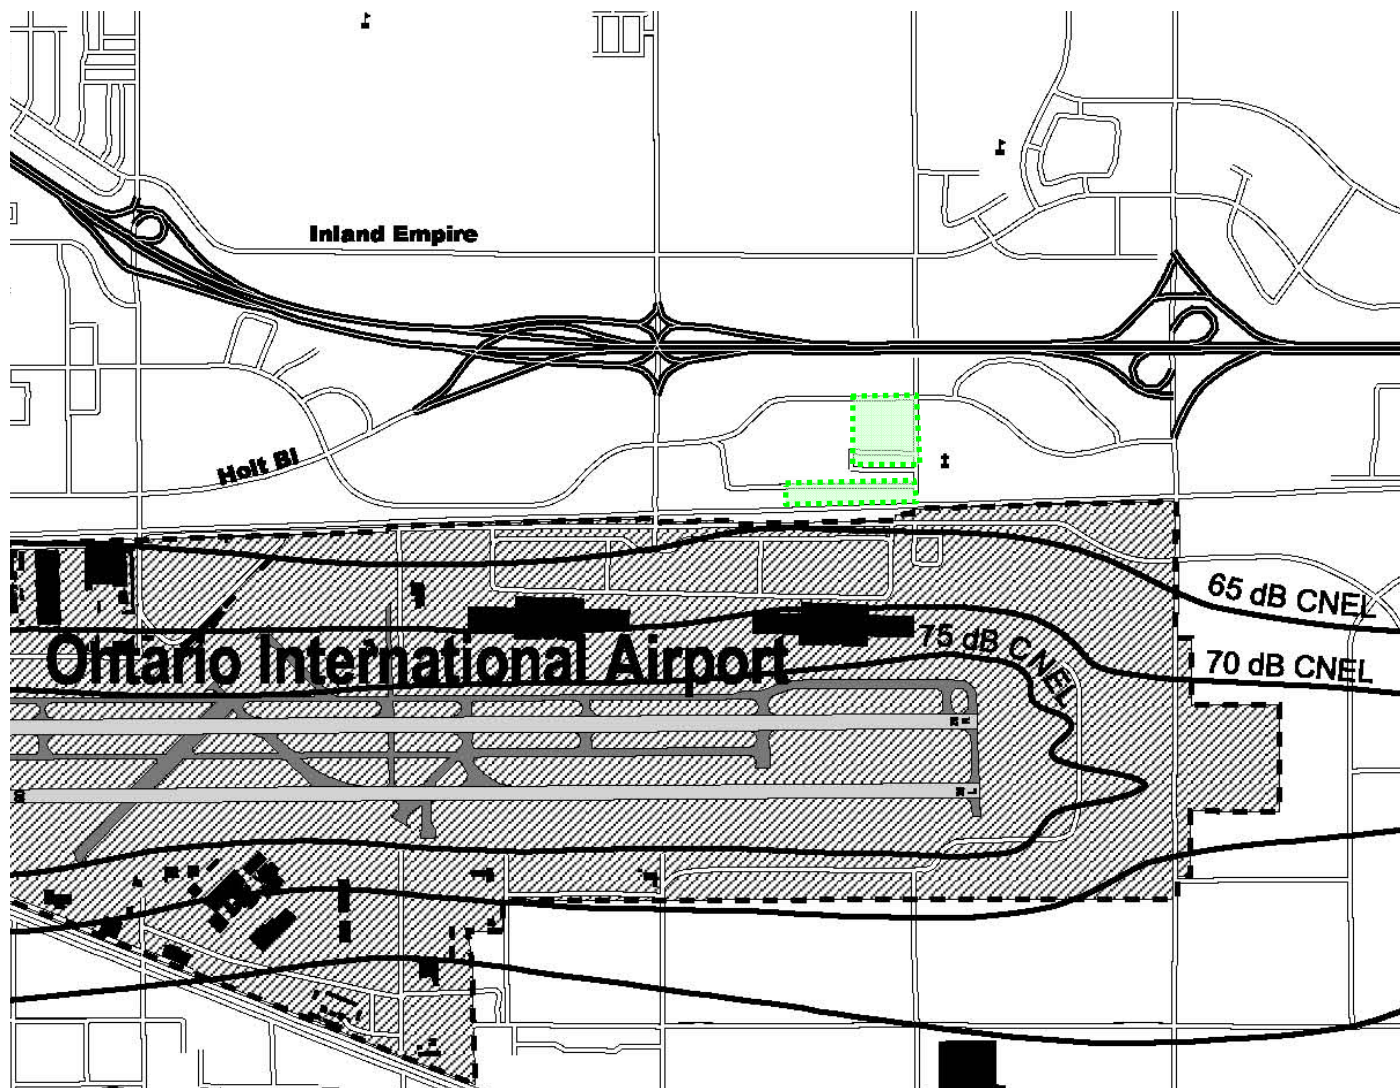 Inland Empire
Holt Bl
65 dB CNEL
75 dB CNEL
Ontario International Airport
70 dB CNEL